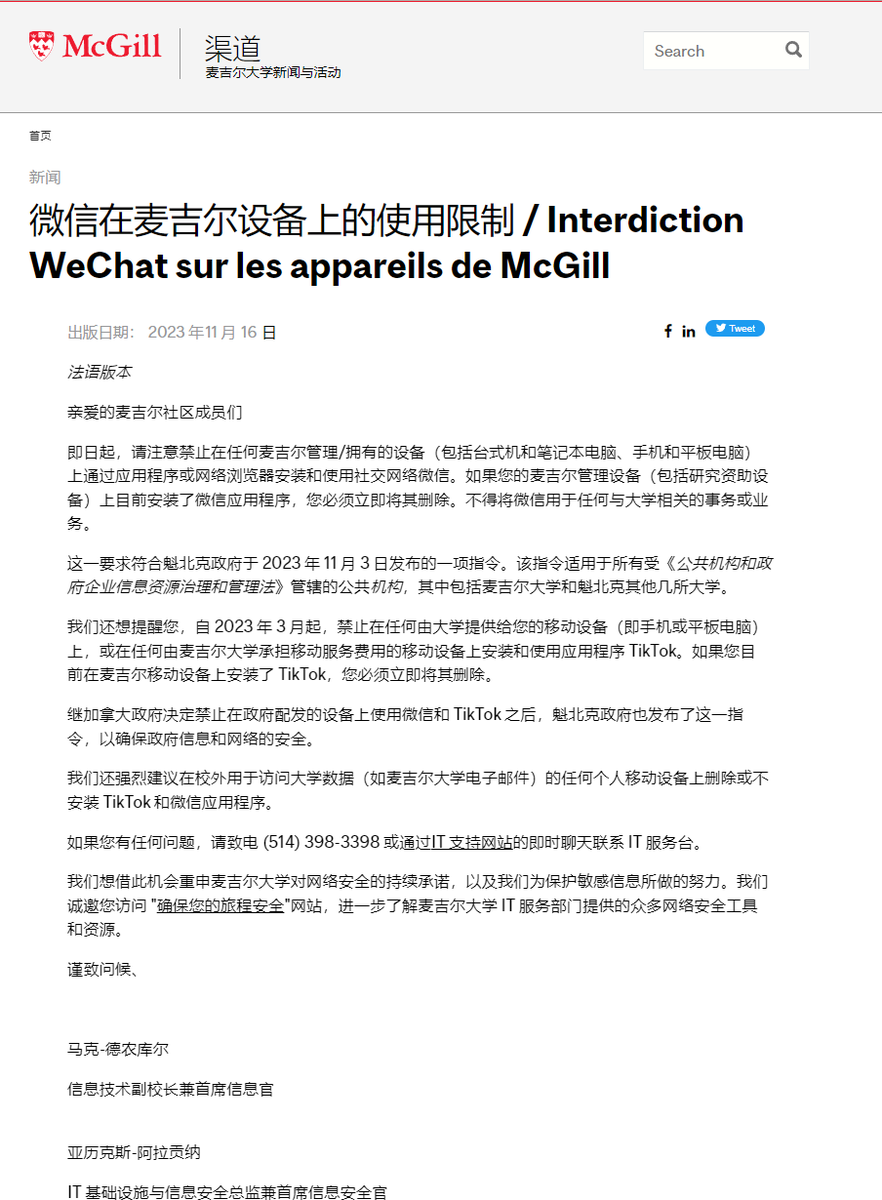 McGill
渠道
麦吉尔大学新闻与活动
Search
首页
新闻
微信在麦吉尔设备上的使用限制 / Interdiction
WeChat sur les appareils de McGill
出版日期： 2023 年11 月 16 日
f in Tweet
法语版本
亲爱的麦吉尔社区成员们
即日起，请注意禁止在任何麦吉尔管理/拥有的设备（包括台式机和笔记本电脑、手机和平板电脑）
上通过应用程序或网络浏览器安装和使用社交网络微信。如果您的麦吉尔管理设备（包括研究资助设
备）上目前安装了微信应用程序，您必须立即将其删除。不得将微信用于任何与大学相关的事务或业
务。
这一要求符合魁北克政府于 2023 年 11 月 3 日发布的一项指令。该指令适用于所有受《公共机构和政
府企业信息资源治理和管理法》管辖的公共机构，其中包括麦吉尔大学和魁北克其他几所大学。
我们还想提醒您，自 2023 年 3 月起，禁止在任何由大学提供给您的移动设备（即手机或平板电脑）
上，或在任何由麦吉尔大学承担移动服务费用的移动设备上安装和使用应用程序 TikTok。如果您目
前在麦吉尔移动设备上安装了 TikTok，您必须立即将其删除。
继加拿大政府决定禁止在政府配发的设备上使用微信和 TikTok 之后，魁北克政府也发布了这一指
令，以确保政府信息和网络的安全。
我们还强烈建议在校外用于访问大学数据（如麦吉尔大学电子邮件）的任何个人移动设备上删除或不
安装 TikTok 和微信应用程序。
如果您有任何问题，请致电 (514) 398-3398 或通过IT 支持网站的即时聊天联系 IT 服务台。
我们想借此机会重申麦吉尔大学对网络安全的持续承诺，以及我们为保护敏感信息所做的努力。我们
诚邀您访问 "确保您的旅程安全"网站，进一步了解麦吉尔大学 IT 服务部门提供的众多网络安全工具
和资源。
谨致问候、
马克-德农库尔
信息技术副校长兼首席信息官
亚历克斯-阿拉贡纳
IT 基础设施与信息安全总监兼首席信息安全官